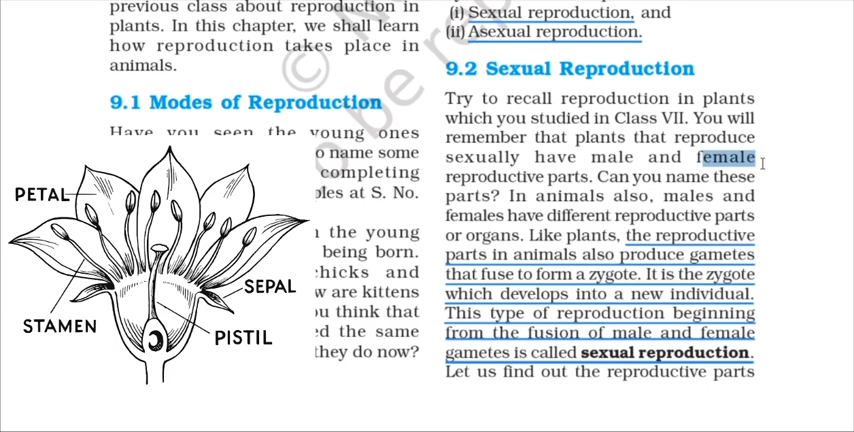 previous class about reproduction in
plants. In this chapter, we shall learn
how reproduction takes place in
animals.
9.1 Modes of Reproduction
Have you seen the young ones
o name some
completing
ples at S. No.
the young
being born.
chicks and
w are kittens
ou think that
ed the same
they do now?
PETAL
SEPAL
STAMEN
PISTIL
(i) Sexual reproduction, and
(ii) Asexual reproduction.
9.2 Sexual Reproduction
Try to recall reproduction in plants
which you studied in Class VII. You will
remember that plants that reproduce
sexually have male and female
reproductive parts. Can you name these
parts? In animals also, males and
females have different reproductive parts
or organs. Like plants, the reproductive
parts in animals also produce gametes
that fuse to form a zygote. It is the zygote
which develops into a new individual.
This type of reproduction beginning
from the fusion of male and female
gametes is called sexual reproduction.
Let us find out the reproductive parts